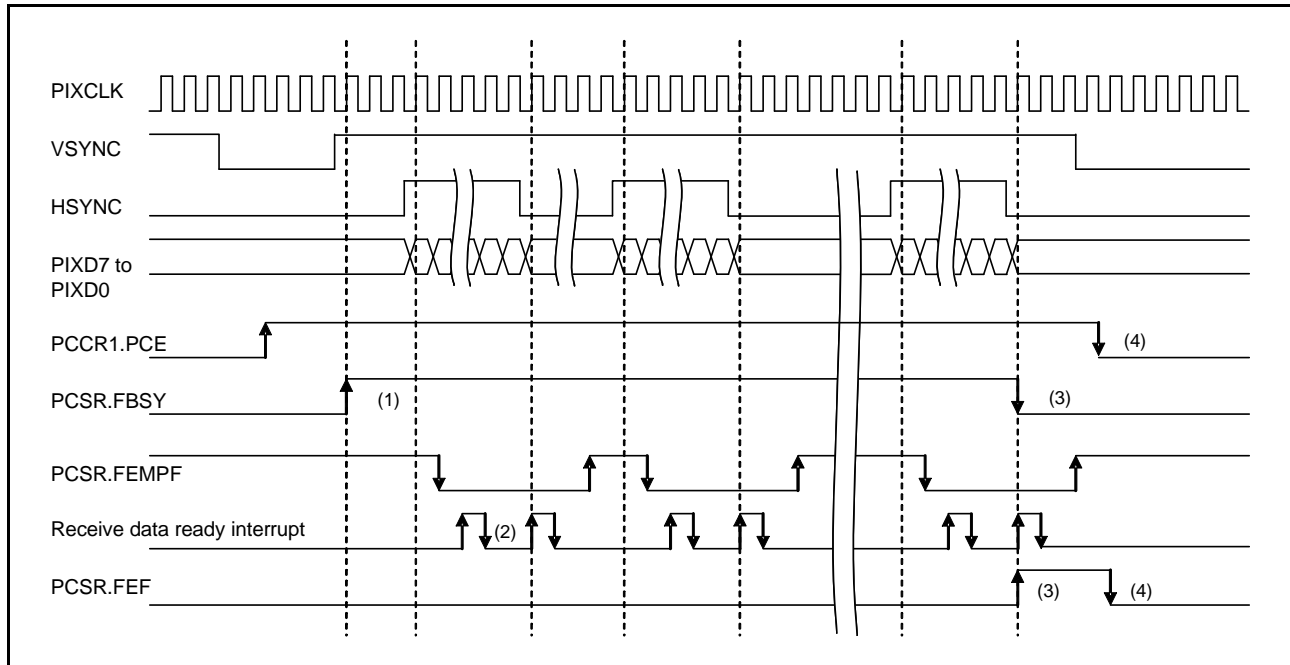 PIXCLK
VSYNC
HSYNC
PIXD7 to
PIXD0
PCCR1.PCE
(4)
PCSR.FBSY
(1)
(3)
PCSR.FEMPF
Receive data ready interrupt
(2)
PCSR.FEF
(3)
(4)